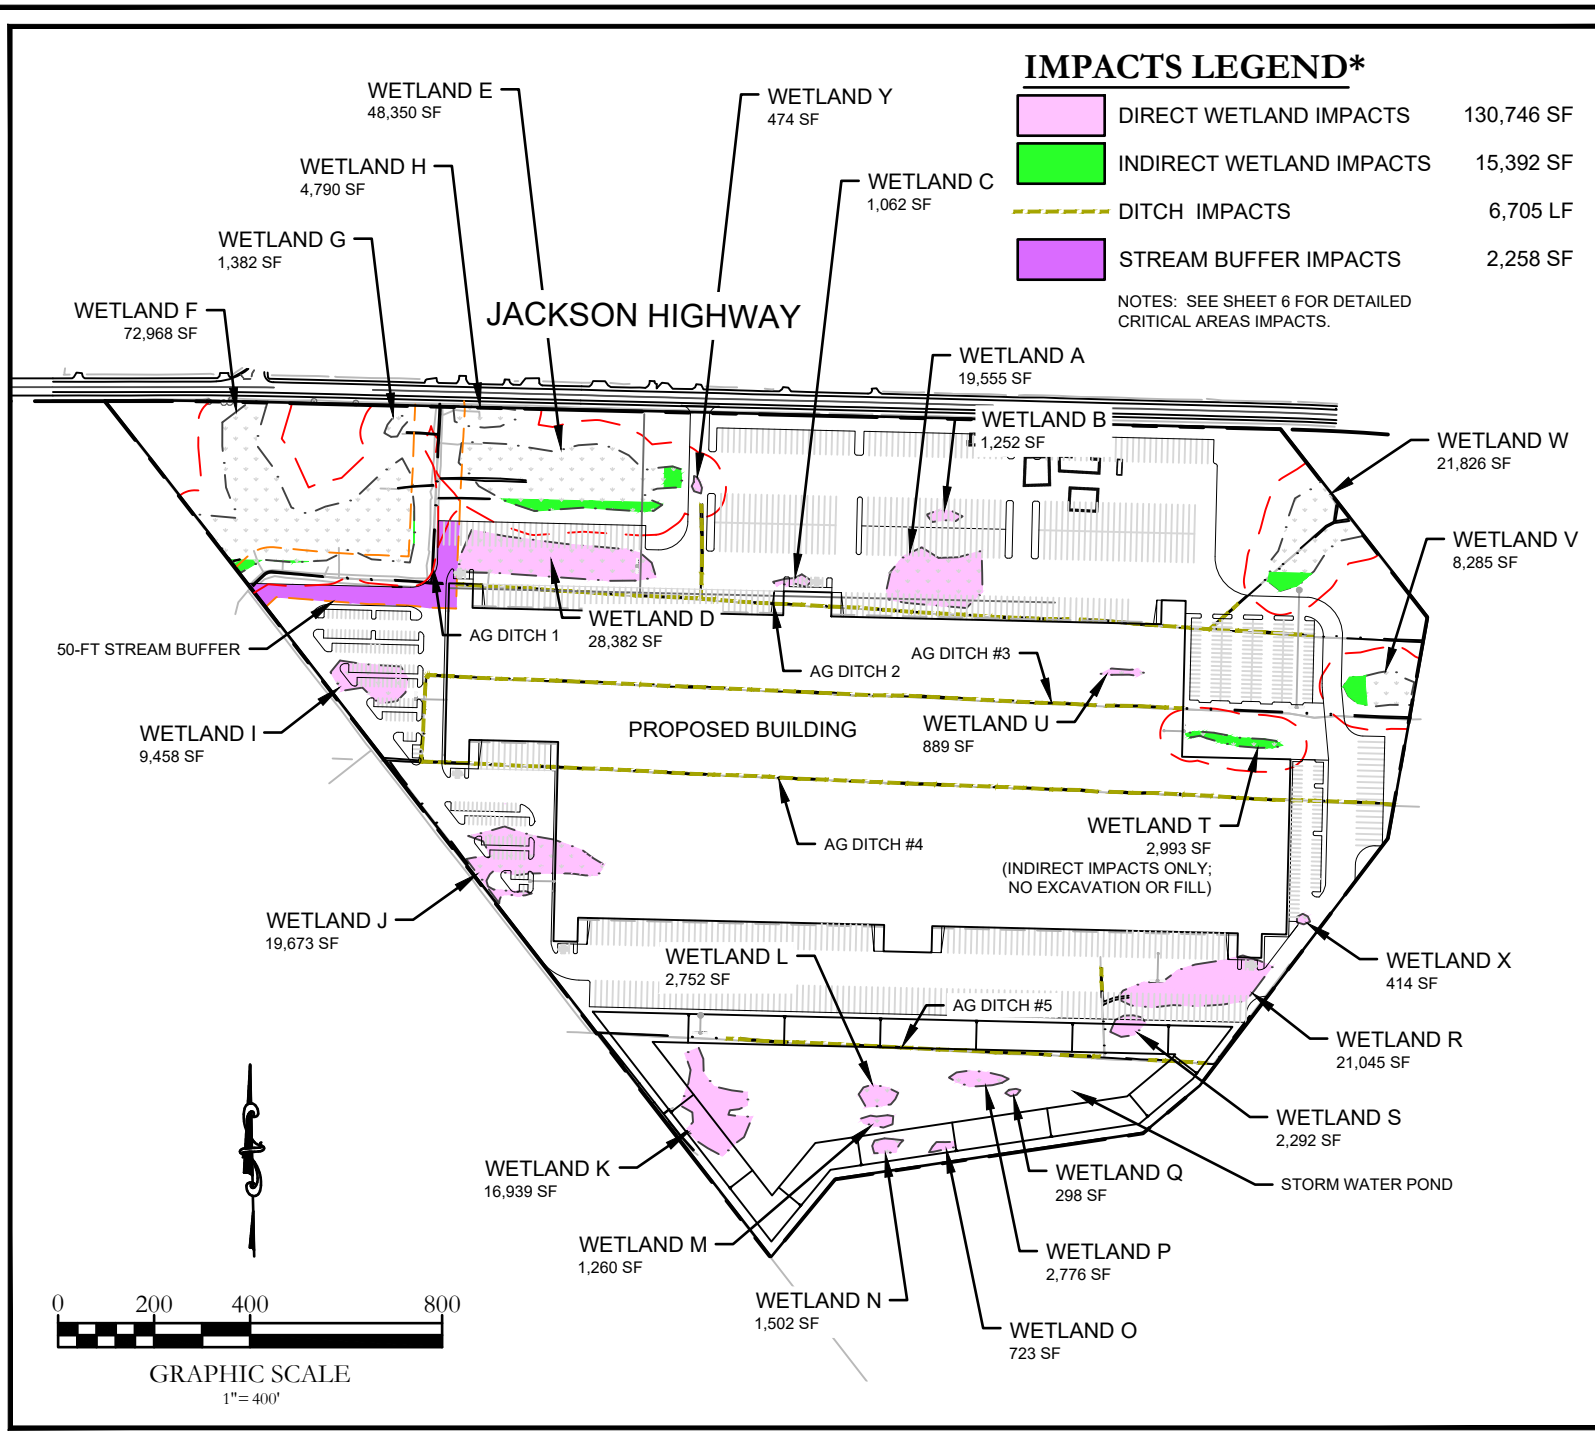 IMPACTS LEGEND*
DIRECT WETLAND IMPACTS 130,746 SF
INDIRECT WETLAND IMPACTS 15,392 SF
DITCH IMPACTS 6,705 LF
STREAM BUFFER IMPACTS 2,258 SF
NOTES: SEE SHEET 6 FOR DETAILED
CRITICAL AREAS IMPACTS.
WETLAND E
48,350 SF
WETLAND Y
474 SF
WETLAND H
4,790 SF
WETLAND C
1,062 SF
WETLAND G
1,382 SF
WETLAND F
72,968 SF
JACKSON HIGHWAY
WETLAND A
19,555 SF
WETLAND B
1,252 SF
WETLAND W
21,826 SF
WETLAND V
8,285 SF
50-FT STREAM BUFFER
AG DITCH 1
WETLAND D
28,382 SF
AG DITCH 2
AG DITCH #3
WETLAND I
9,458 SF
PROPOSED BUILDING
WETLAND U
889 SF
AG DITCH #4
WETLAND T
2,993 SF
(INDIRECT IMPACTS ONLY;
NO EXCAVATION OR FILL)
WETLAND J
19,673 SF
WETLAND L
2,752 SF
WETLAND X
414 SF
AG DITCH #5
WETLAND R
21,045 SF
WETLAND S
2,292 SF
WETLAND K
16,939 SF
WETLAND Q
298 SF
STORM WATER POND
WETLAND M
1,260 SF
WETLAND P
2,776 SF
WETLAND N
1,502 SF
WETLAND O
723 SF
0 200 400 800
GRAPHIC SCALE
1"= 400'